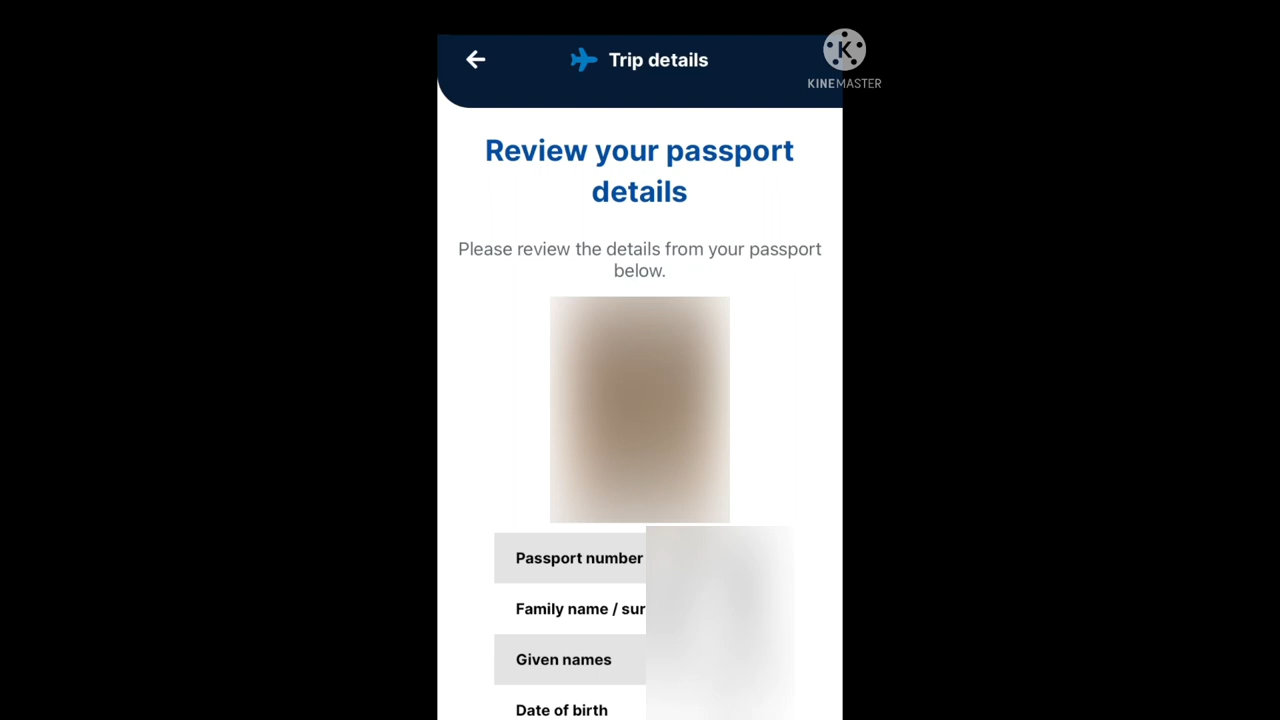 Trip details
K
KINEMASTER
Review your passport
details
Please review the details from your passport
below.
Passport number
Family name / sur
Given names
Date of birth